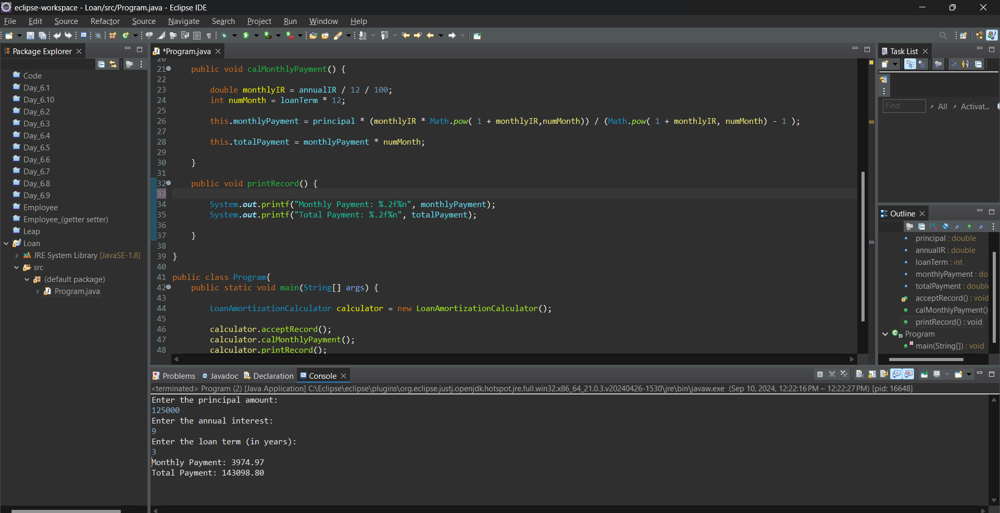 eclipse-workspace - Loan/src/Program.java - Eclipse IDE
File Edit Source Refactor Source Navigate Search Project Run Window Help
Package Explorer
Code
Day_6.1
Day_6.10
Day_6.2
Day_6.3
Day_6.4
Day_6.5
Day_6.6
Day_6.7
Day_6.8
Day_6.9
Employee
Employee_(getter setter)
Leap
Loan
JRE System Library [JavaSE-1.8]
src
(default package)
Program.java
*Program.java
20
21 public void calMonthlyPayment() {
22
23 double monthlyIR = annualIR / 12 / 100;
24 int numMonth = loanTerm * 12;
25
26 this.monthlyPayment = principal * (monthlyIR * Math.pow( 1 + monthlyIR,numMonth)) / (Math.pow( 1 + monthlyIR, numMonth) - 1 );
27
28 this.totalPayment = monthlyPayment * numMonth;
29
30 }
31
32 public void printRecord() {
33
34 System.out.printf("Monthly Payment: %.2f%n", monthlyPayment);
35 System.out.printf("Total Payment: %.2f%n", totalPayment);
36
37 }
38
39 }
40
41 public class Program{
42 public static void main(String[] args) {
43
44 LoanAmortizationCalculator calculator = new LoanAmortizationCalculator();
45
46 calculator.acceptRecord();
47 calculator.calMonthlyPayment();
48 calculator.printRecord();
Task List
Find All Activat...
Outline
principal : double
annualIR : double
loanTerm : int
monthlyPayment : do
totalPayment : double
acceptRecord() : void
calMonthlyPayment()
printRecord() : void
Program
main(String[]) : void
Problems Javadoc Declaration Console
<terminated> Program (2) [Java Application] C:\Eclipse\eclipse\plugins\org.eclipse.justj.openjdk.hotspot.jre.full.win32.x86_64_21.0.3.v20240426-1530\jre\bin\javaw.exe (Sep 10, 2024, 12:22:16 PM – 12:22:27 PM) [pid: 16648]
Enter the principal amount:
125000
Enter the annual interest:
9
Enter the loan term (in years):
3
Monthly Payment: 3974.97
Total Payment: 143098.80